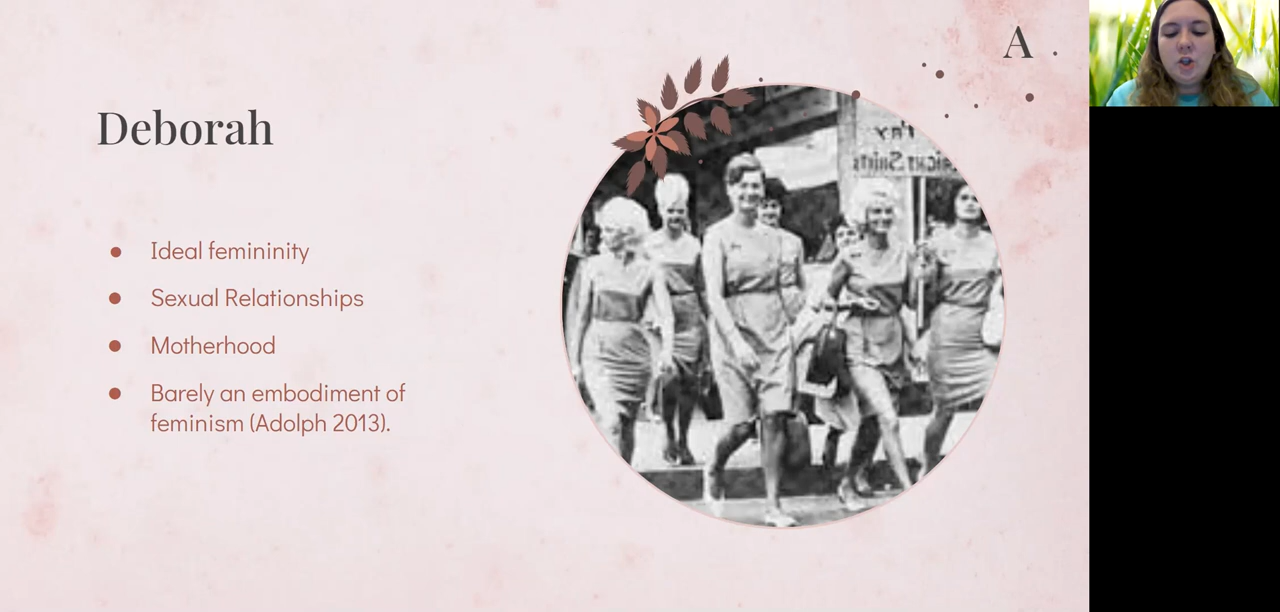 A
Deborah
Ideal femininity
Sexual Relationships
Motherhood
Barely an embodiment of
feminism (Adolph 2013).